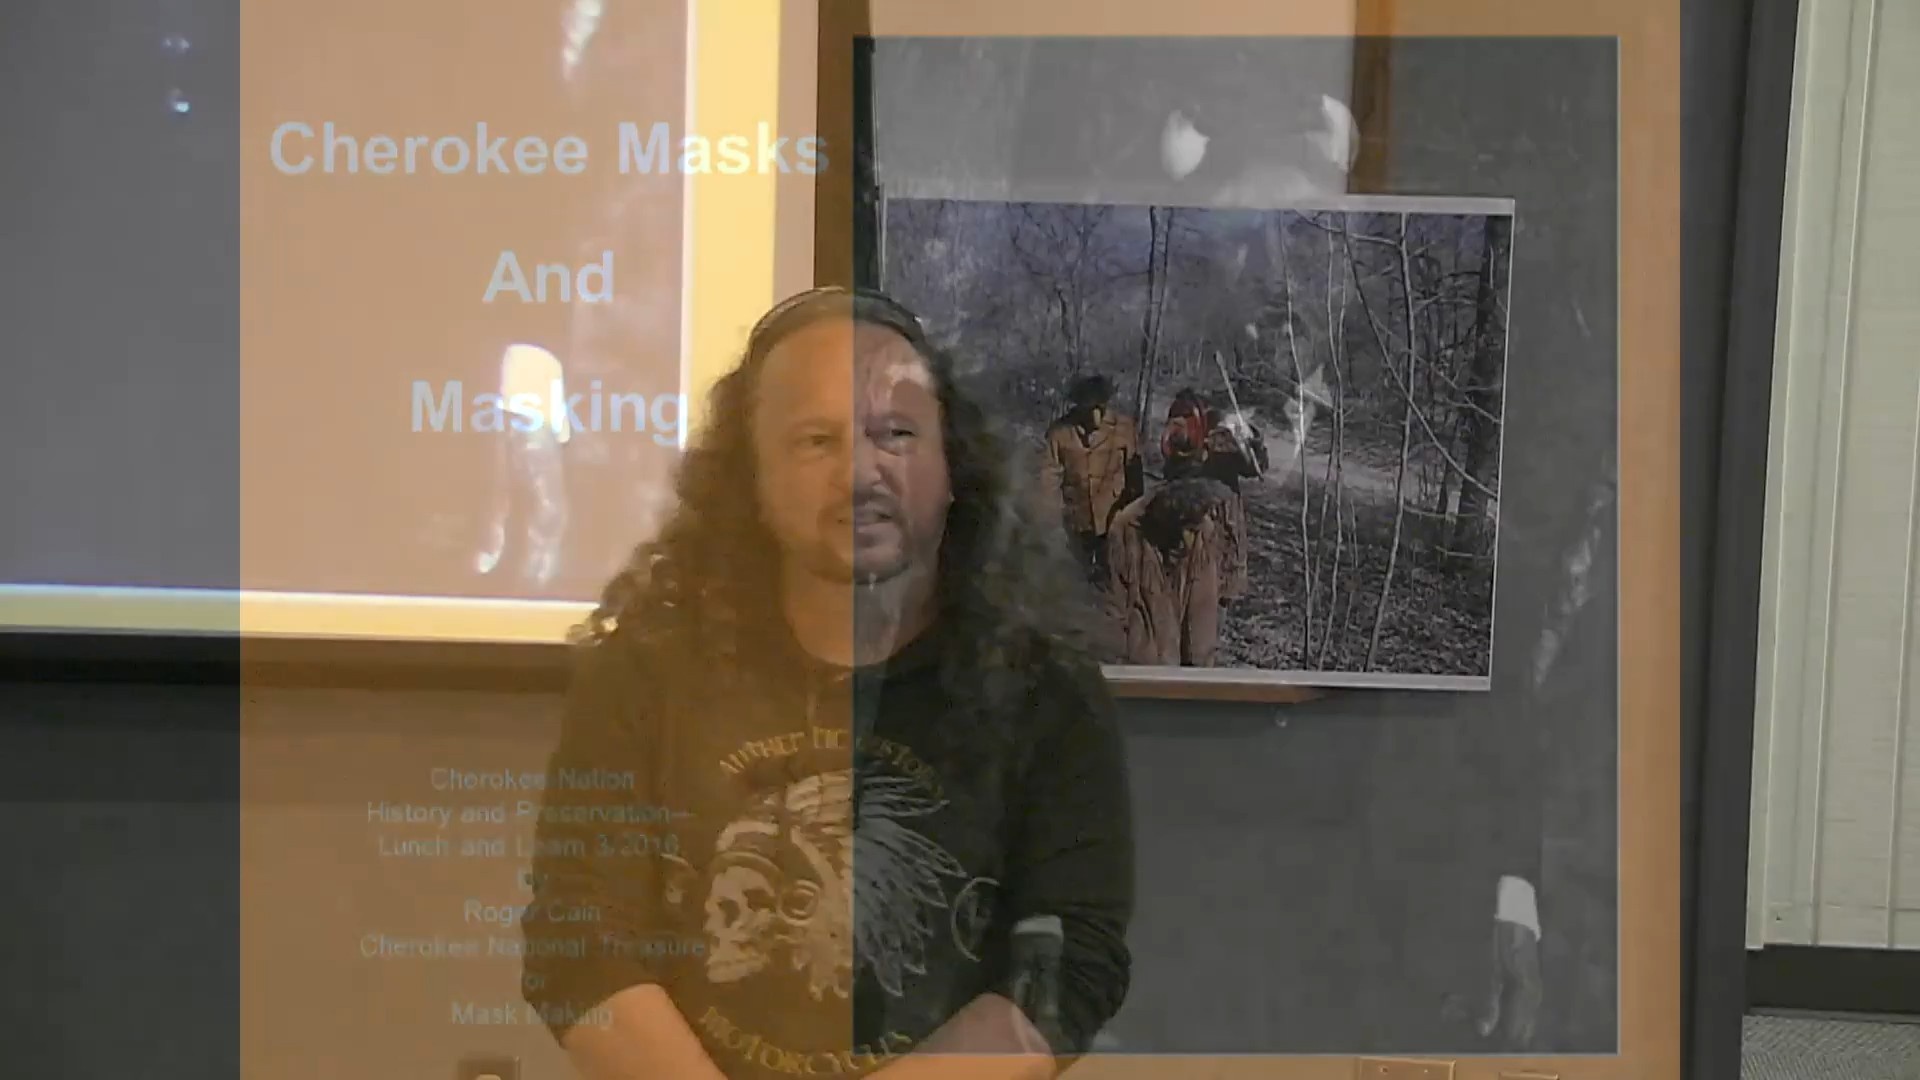 Cherokee Masks
And
Masking
Cherokee Nation
History and Preservation—
Lunch and Learn 3/2016
By
Roger Cain
Cherokee National Treasure
for
Mask Making
MOTORCYCLES